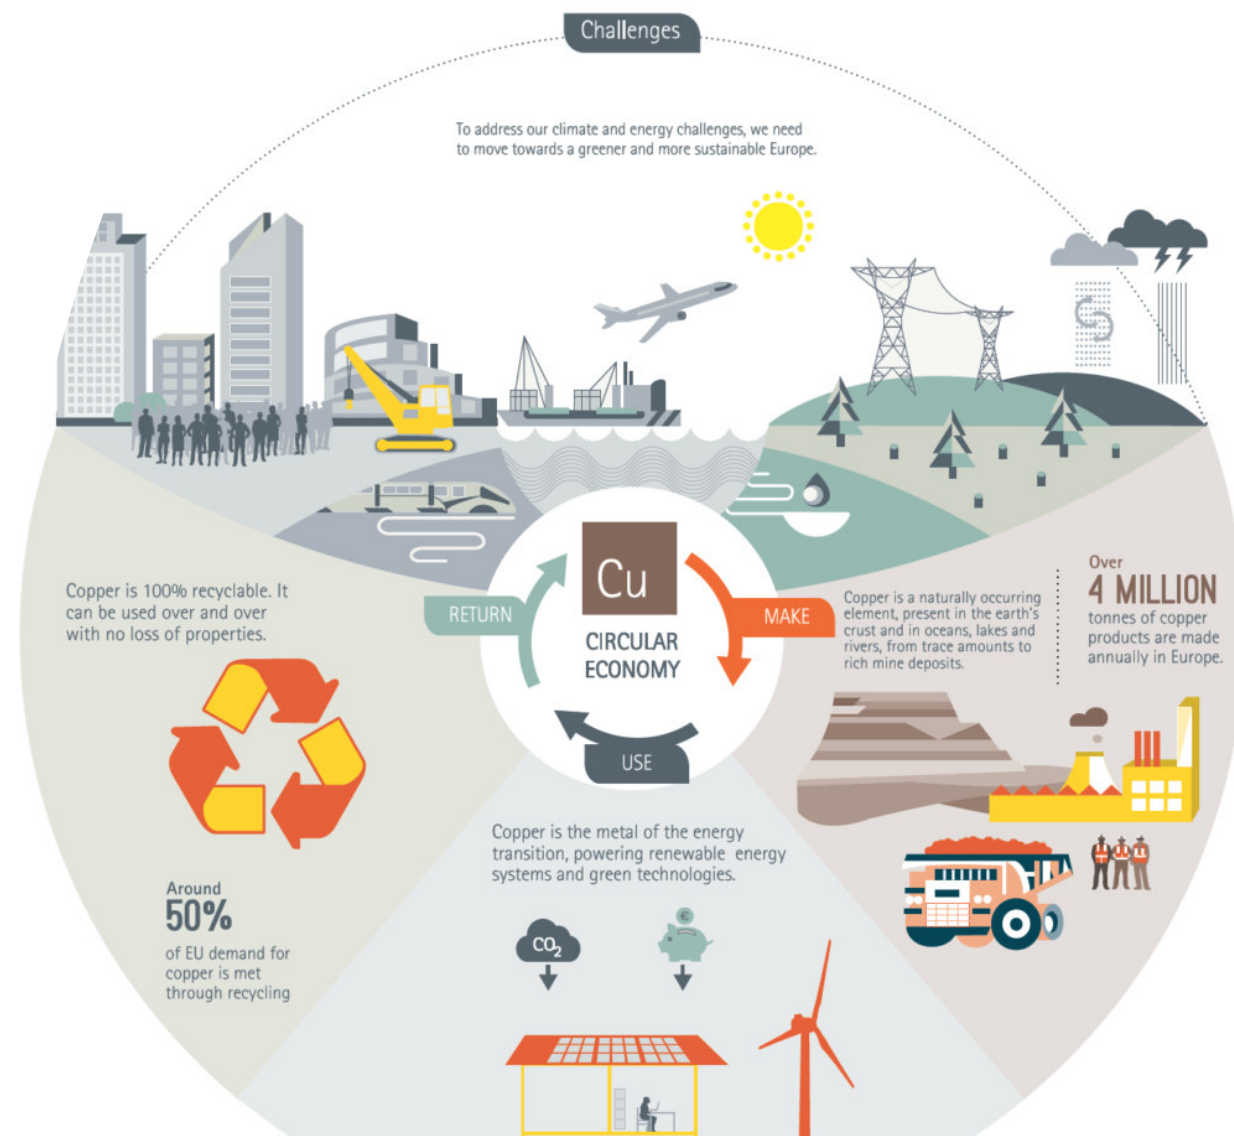 Challenges
To address our climate and energy challenges, we need
to move towards a greener and more sustainable Europe.
Cu
CIRCULAR
ECONOMY
RETURN
MAKE
USE
Copper is 100% recyclable. It
can be used over and over
with no loss of properties.
Around
50%
of EU demand for
copper is met
through recycling
Copper is a naturally occurring
element, present in the earth's
crust and in oceans, lakes and
rivers, from trace amounts to
rich mine deposits.
Over
4 MILLION
tonnes of copper
products are made
annually in Europe.
Copper is the metal of the energy
transition, powering renewable energy
systems and green technologies.
CO₂
€